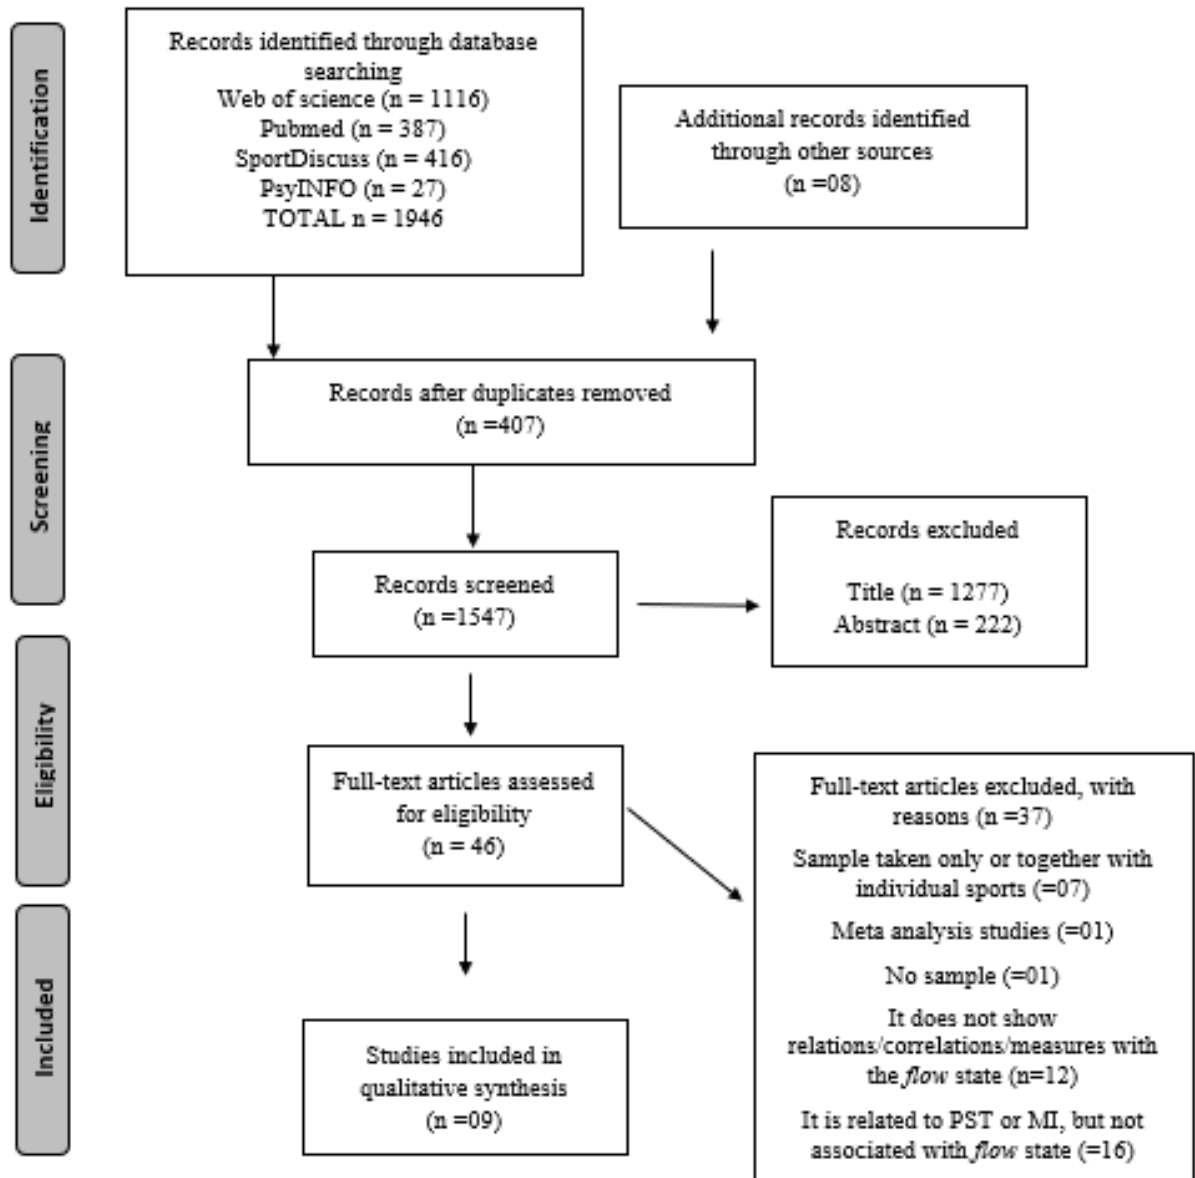 Identification
Records identified through database
searching
Web of science (n = 1116)
Pubmed (n = 387)
SportDiscuss (n = 416)
PsyINFO (n = 27)
TOTAL n = 1946
Additional records identified
through other sources
(n =08)
Screening
Records after duplicates removed
(n =407)
Records screened
(n =1547)
Records excluded
Title (n = 1277)
Abstract (n = 222)
Eligibility
Full-text articles assessed
for eligibility
(n = 46)
Full-text articles excluded, with
reasons (n =37)
Sample taken only or together with
individual sports (=07)
Meta analysis studies (=01)
No sample (=01)
It does not show
relations/correlations/measures with
the flow state (n=12)
It is related to PST or MI, but not
associated with flow state (=16)
Included
Studies included in
qualitative synthesis
(n =09)